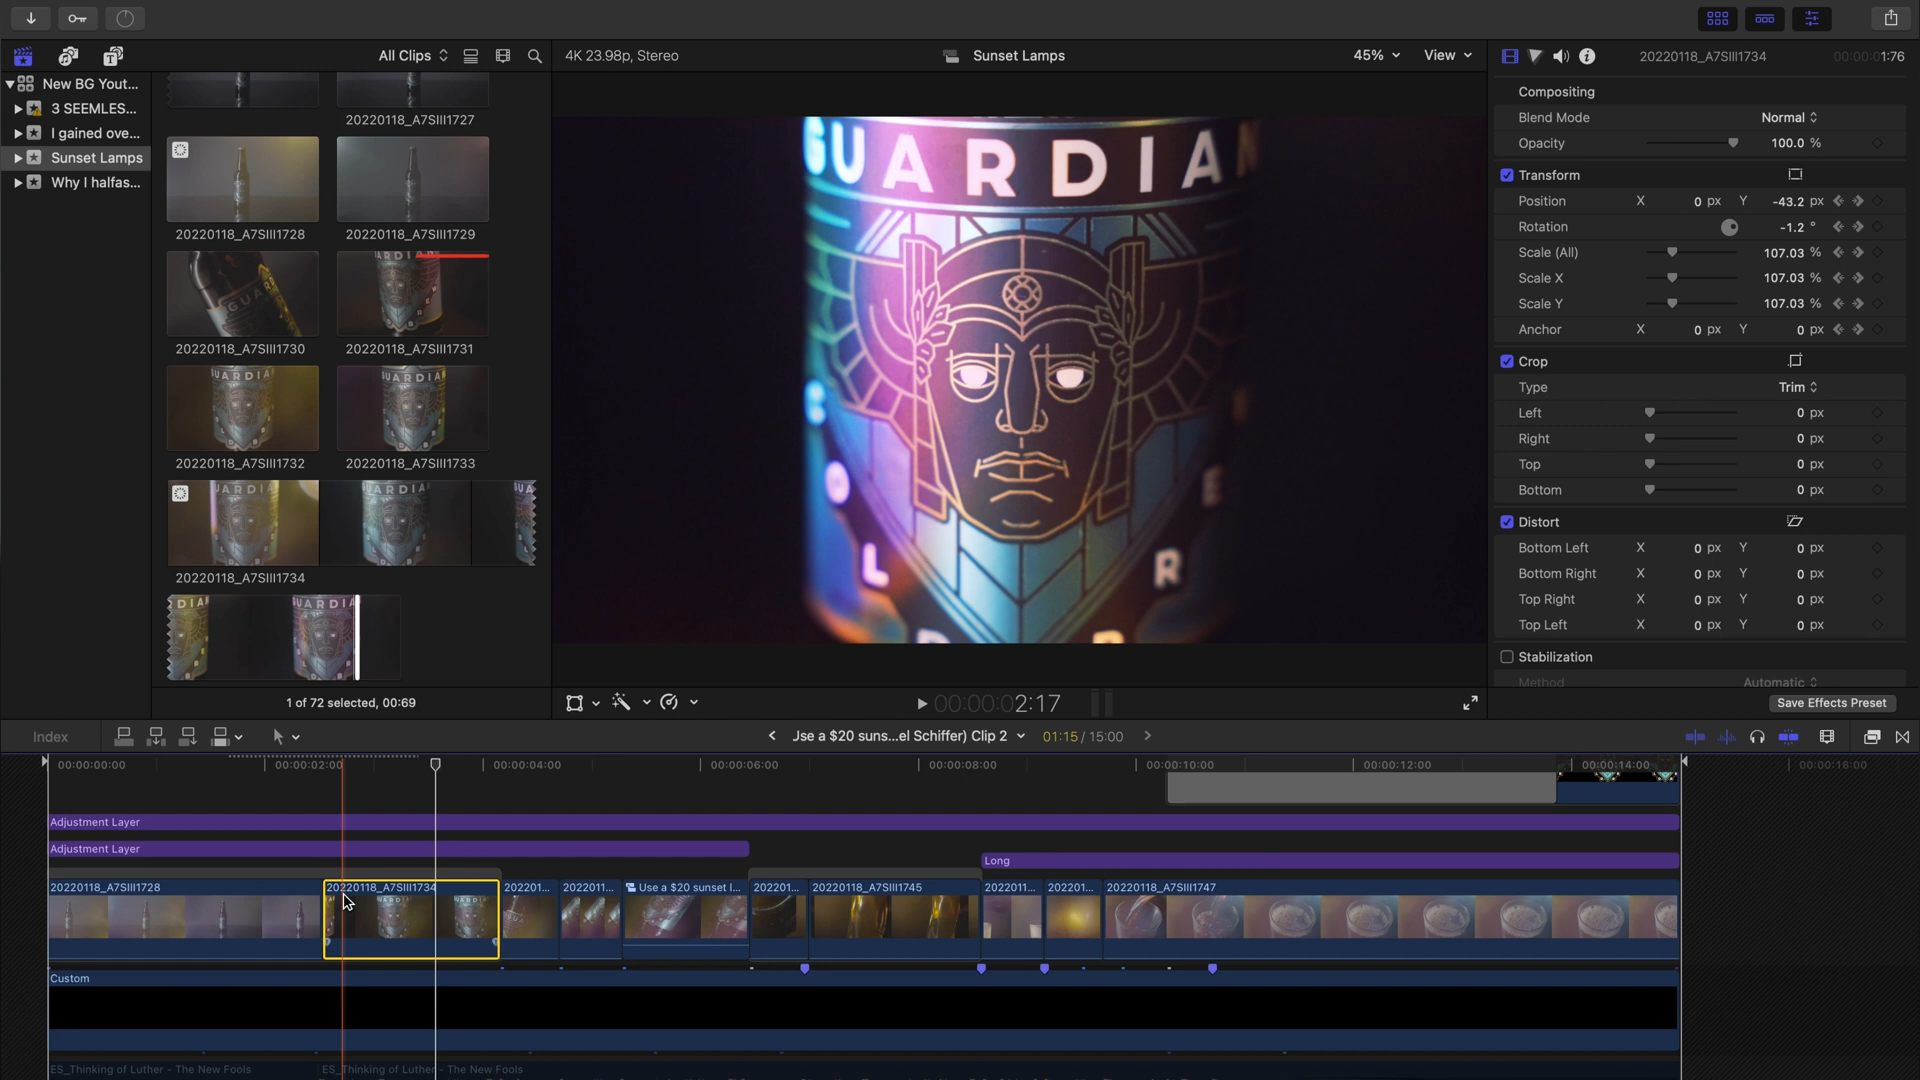 All Clips
4K 23.98p, Stereo
Sunset Lamps
45%
View
20220118_A7SIII1734
00:00:01:76
New BG Yout...
3 SEEMLES...
I gained ove...
Sunset Lamps
Why I halfas...
20220118_A7SIII1727
20220118_A7SIII1728
20220118_A7SIII1729
20220118_A7SIII1730
20220118_A7SIII1731
20220118_A7SIII1732
20220118_A7SIII1733
20220118_A7SIII1734
1 of 72 selected, 00:69
GUARDIAN
L
R
00:00:02:17
Compositing
Blend Mode
Normal
Opacity
100.0 %
Transform
Position X 0 px Y -43.2 px
Rotation -1.2 °
Scale (All) 107.03 %
Scale X 107.03 %
Scale Y 107.03 %
Anchor X 0 px Y 0 px
Crop
Type Trim
Left 0 px
Right 0 px
Top 0 px
Bottom 0 px
Distort
Bottom Left X 0 px Y 0 px
Bottom Right X 0 px Y 0 px
Top Right X 0 px Y 0 px
Top Left X 0 px Y 0 px
Stabilization
Method Automatic
Save Effects Preset
Index
Jse a $20 suns...el Schiffer) Clip 2
01:15 / 15:00
00:00:00:00
00:00:02:00
00:00:04:00
00:00:06:00
00:00:08:00
00:00:10:00
00:00:12:00
00:00:14:00
00:00:16:00
Adjustment Layer
Adjustment Layer
Long
20220118_A7SIII1728
20220118_A7SIII1734
202201...
2022011...
Use a $20 sunset l...
202201...
20220118_A7SIII1745
2022011...
202201...
20220118_A7SIII1747
Custom
ES_Thinking of Luther - The New Fools
ES_Thinking of Luther - The New Fools